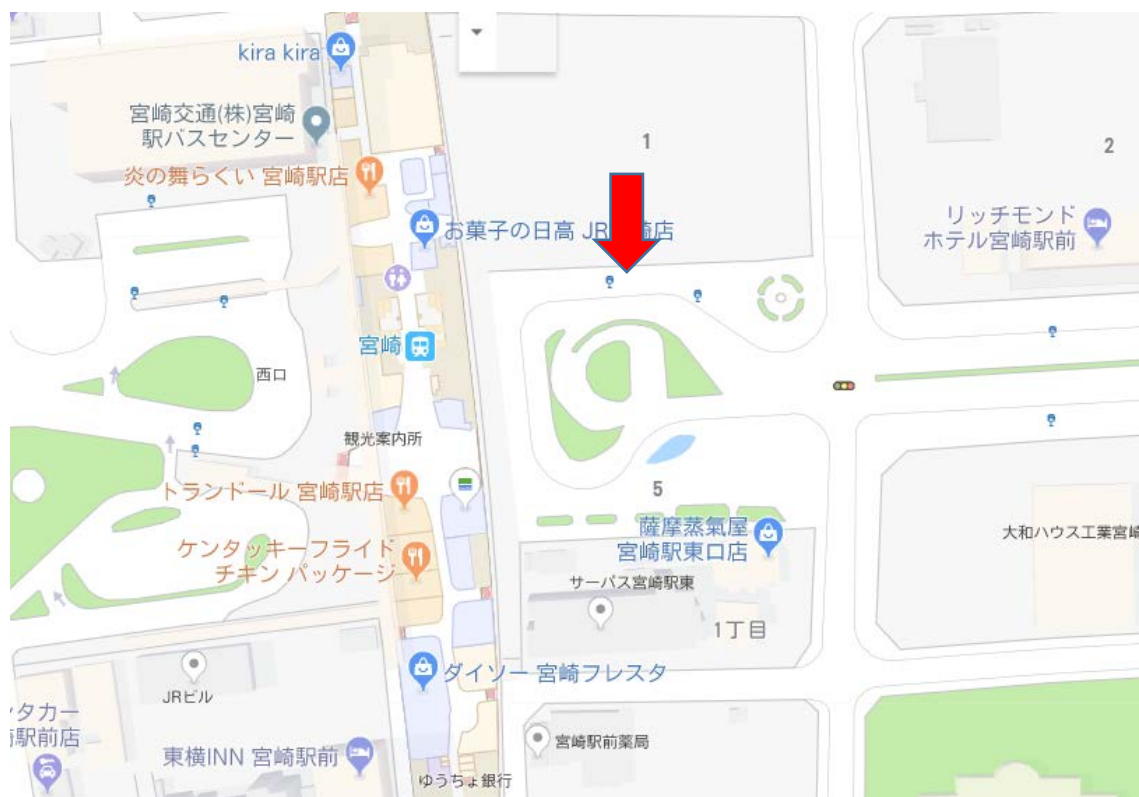 kira kira
宮崎交通(株)宮崎
駅バスセンター
1
2
炎の舞らくい 宮崎駅店
お菓子の日高 JR
店
リッチモンド
ホテル宮崎駅前
宮崎
西口
観光案内所
トランドール 宮崎駅店
5
薩摩蒸氣屋
宮崎駅東口店
大和ハウス工業宮崎
ケンタッキーフライド
チキン パッケージ
サーパス宮崎駅東
1丁目
ダイソー 宮崎フレスタ
JRビル
タカー
駅前店
東横INN 宮崎駅前
宮崎駅前薬局
ゆうちょ銀行